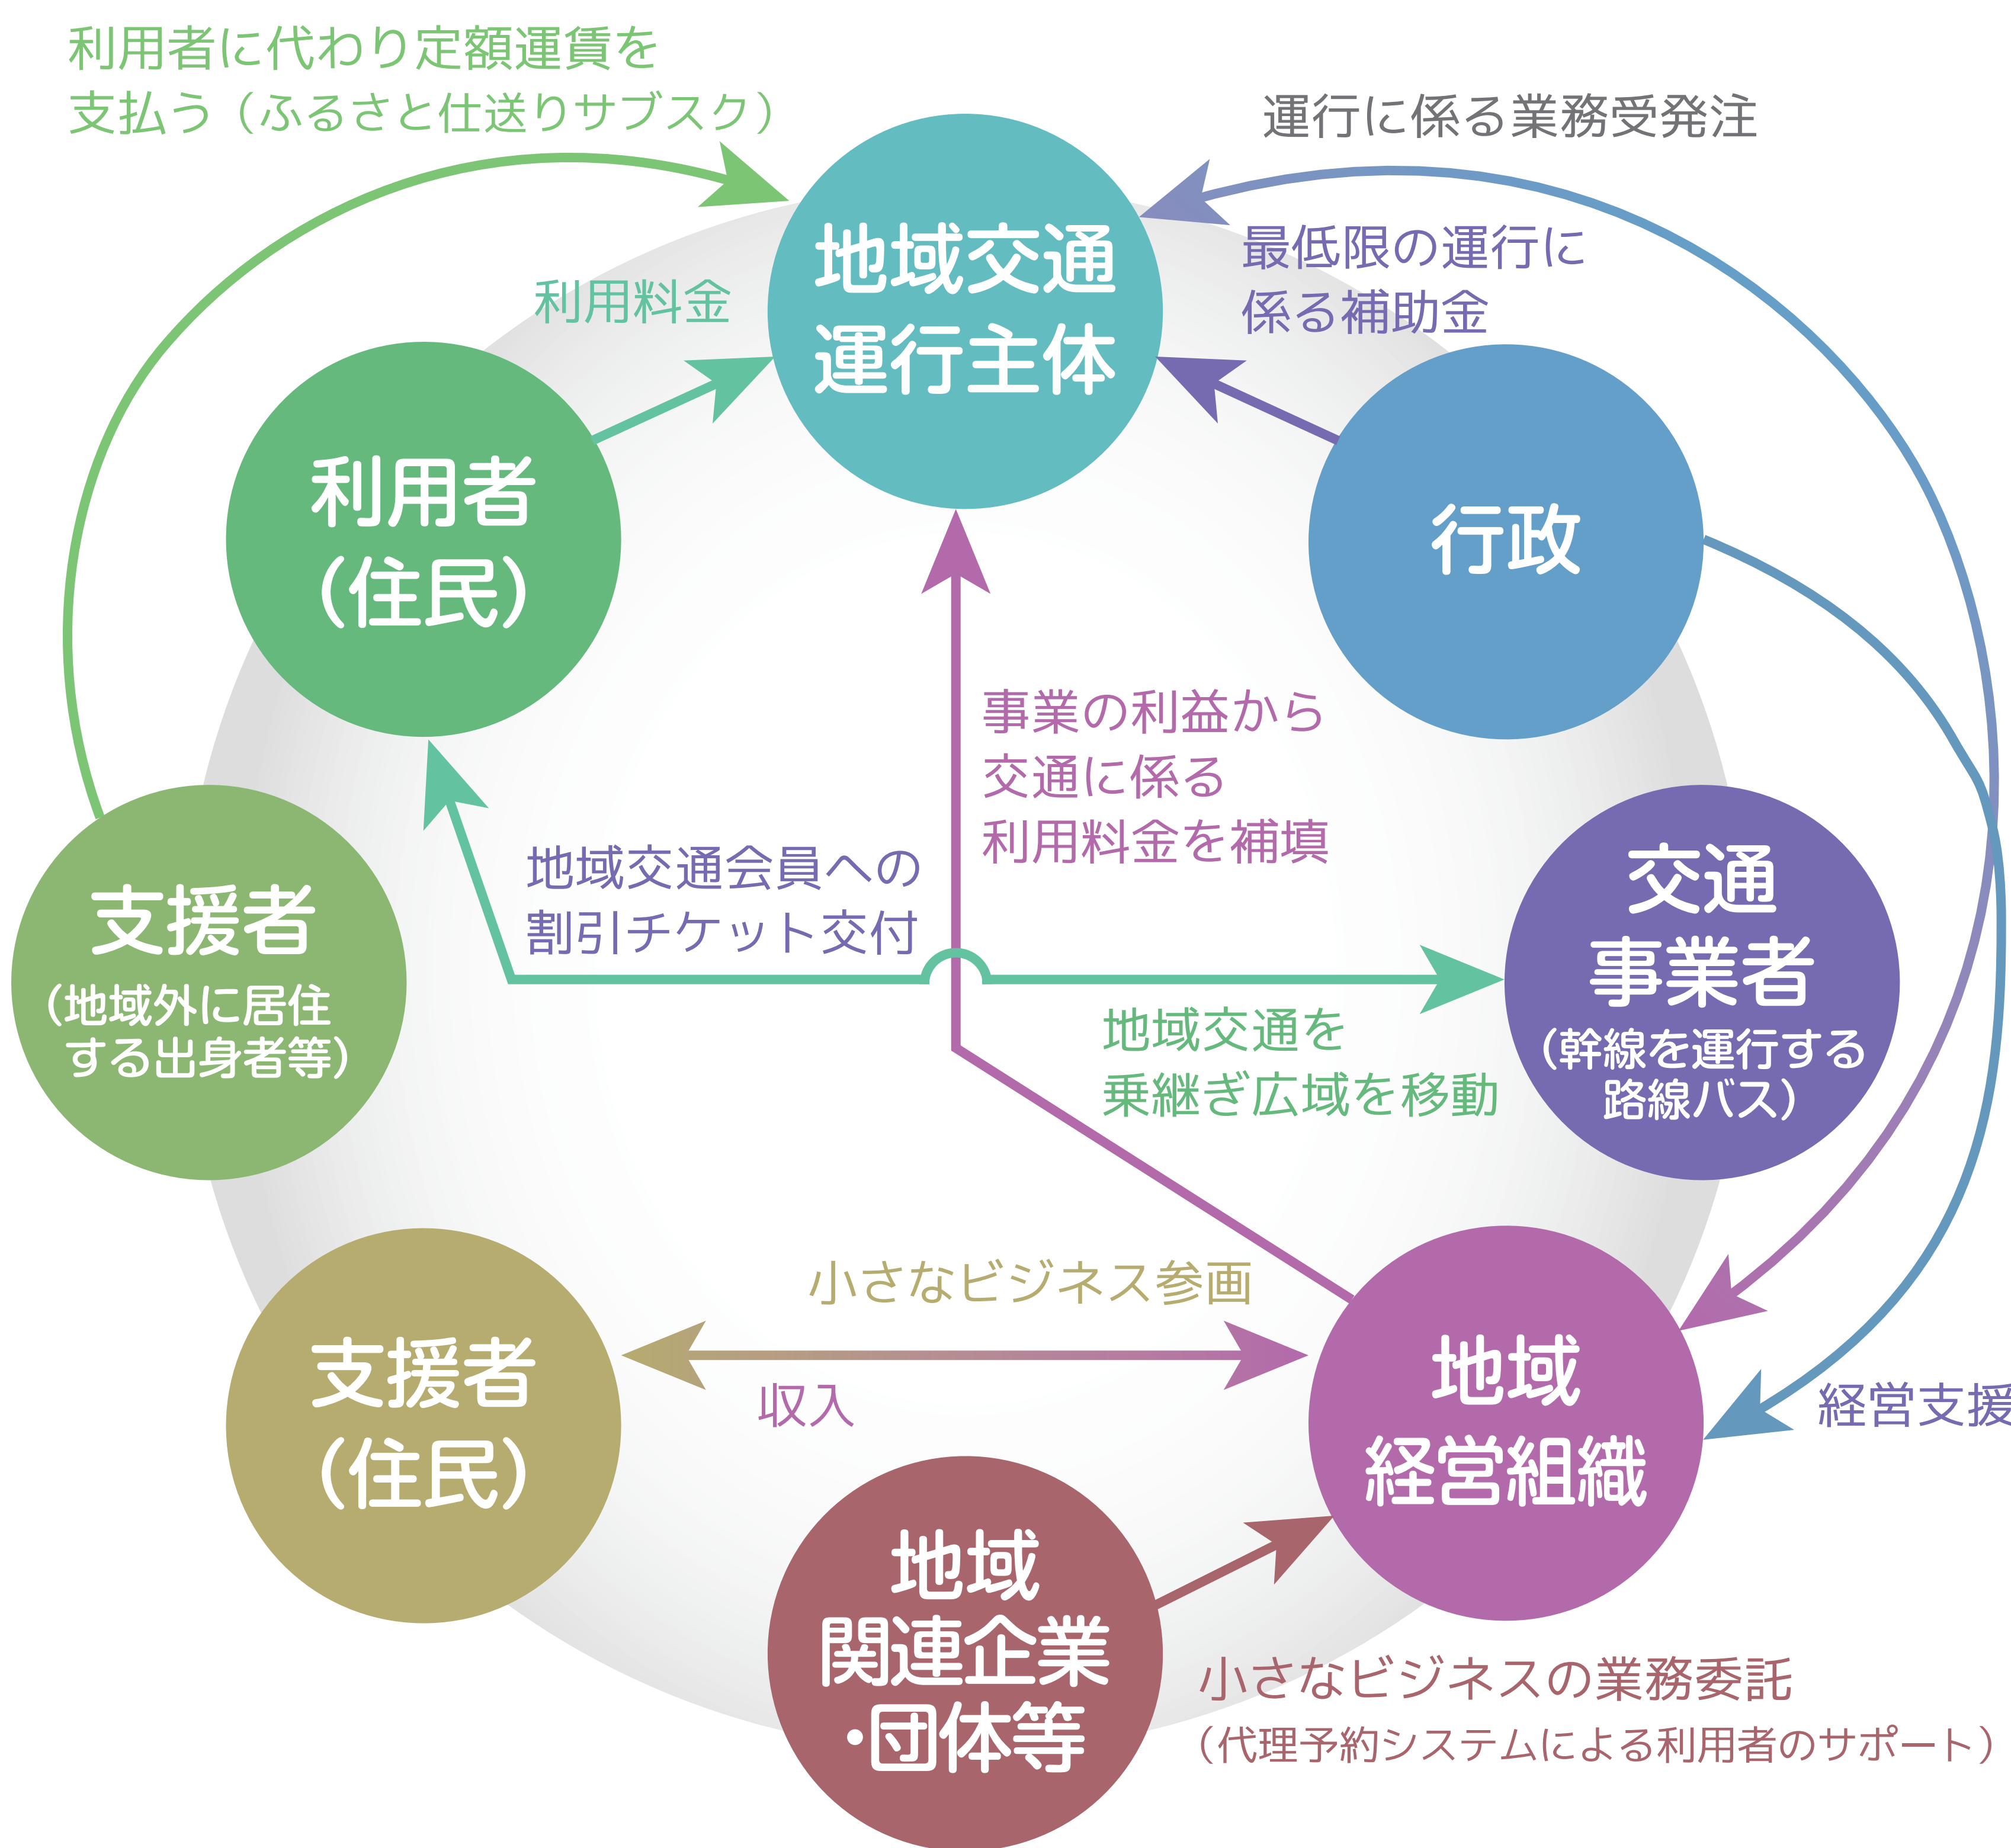 利用者に代わり定額運賃を
支払う（ふるさと仕送りサブスク）
運行に係る業務受発注
地域交通
運行主体
最低限の運行に
係る補助金
利用料金
利用者
（住民）
行政
事業の利益から
交通に係る
利用料金を補填
地域交通会員への
割引チケット交付
支援者
（地域外に居住
する出身者等）
交通
事業者
（幹線を運行する
路線バス）
地域交通を
乗継ぎ広域を移動
小さなビジネス参画
収入
支援者
（住民）
地域
経営組織
経営支援
地域
関連企業
・団体等
小さなビジネスの業務委託
（代理予約システムによる利用者のサポート）